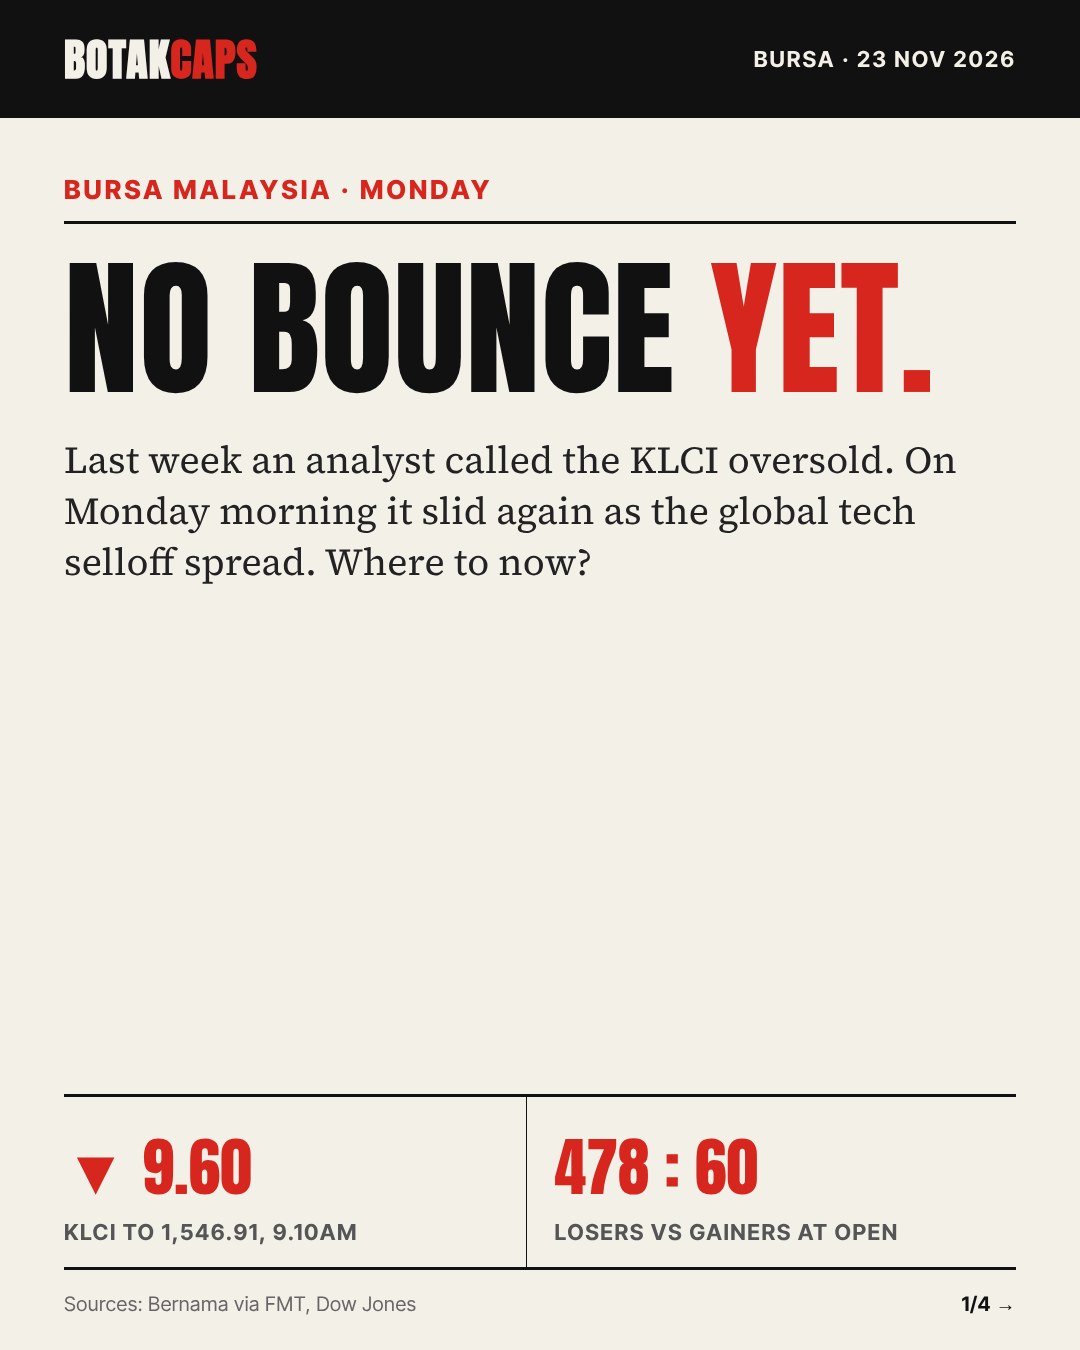 BOTAKCAPS
BURSA · 23 NOV 2026
BURSA MALAYSIA · MONDAY
NO BOUNCE YET.
Last week an analyst called the KLCI oversold. On
Monday morning it slid again as the global tech
selloff spread. Where to now?
▼ 9.60
KLCI TO 1,546.91, 9.10AM
478 : 60
LOSERS VS GAINERS AT OPEN
Sources: Bernama via FMT, Dow Jones
1/4 →